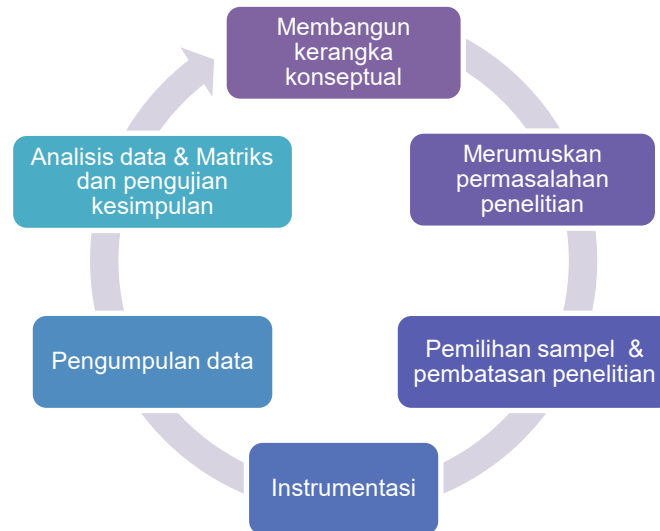 Membangun
kerangka
konseptual
Merumuskan
permasalahan
penelitian
Pemilihan sampel &
pembatasan penelitian
Instrumentasi
Pengumpulan data
Analisis data & Matriks
dan pengujian
kesimpulan